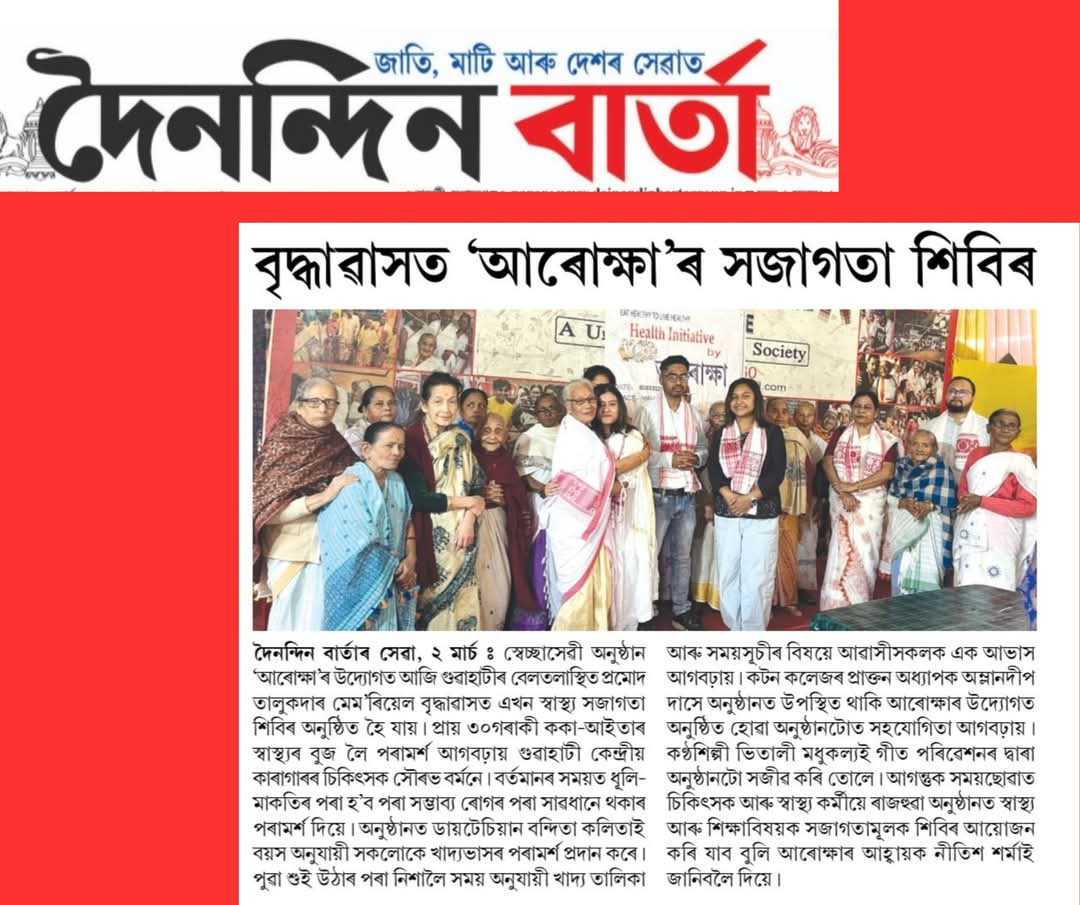 জাতি, মাটি আৰু দেশৰ সেৱাত
দৈনন্দিন বাৰ্তা
বৃদ্ধাৱাসত ‘আৰোক্ষা’ৰ সজাগতা শিবিৰ
EAT HEALTHY TO LIVE HEALTHY
Health Initiative
by
A
Society
দৈনন্দিন বাৰ্তাৰ সেৱা, ২ মাৰ্চ ঃ স্বেচ্ছাসেৱী অনুষ্ঠান
‘আৰোক্ষা’ৰ উদ্যোগত আজি গুৱাহাটীৰ বেলতলাস্থিত প্ৰমোদ
তালুকদাৰ মেম’ৰিয়েল বৃদ্ধাৱাসত এখন স্বাস্থ্য সজাগতা
শিবিৰ অনুষ্ঠিত হৈ যায়। প্ৰায় ৩০গৰাকী ককা-আইতাৰ
স্বাস্থ্যৰ বুজ লৈ পৰামৰ্শ আগবঢ়ায় গুৱাহাটী কেন্দ্ৰীয়
কাৰাগাৰৰ চিকিৎসক সৌৰভ বৰ্মনে। বৰ্তমানৰ সময়ত ধূলি-
মাকতিৰ পৰা হ’ব পৰা সম্ভাব্য ৰোগৰ পৰা সাবধানে থকাৰ
পৰামৰ্শ দিয়ে। অনুষ্ঠানত ডায়টেচিয়ান বন্দিতা কলিতাই
বয়স অনুযায়ী সকলোকে খাদ্যভাসৰ পৰামৰ্শ প্ৰদান কৰে।
পুৱা শুই উঠাৰ পৰা নিশালৈ সময় অনুযায়ী খাদ্য তালিকা
আৰু সময়সূচীৰ বিষয়ে আৱাসীসকলক এক আভাস
আগবঢ়ায়। কটন কলেজৰ প্ৰাক্তন অধ্যাপক অম্লানদীপ
দাসে অনুষ্ঠানত উপস্থিত থাকি আৰোক্ষাৰ উদ্যোগত
অনুষ্ঠিত হোৱা অনুষ্ঠানটোত সহযোগিতা আগবঢ়ায়।
কণ্ঠশিল্পী ভিতালী মধুকল্যই গীত পৰিৱেশনৰ দ্বাৰা
অনুষ্ঠানটো সজীৱ কৰি তোলে। আগন্তুক সময়ছোৱাত
চিকিৎসক আৰু স্বাস্থ্য কৰ্মীয়ে ৰাজহুৱা অনুষ্ঠানত স্বাস্থ্য
আৰু শিক্ষাবিষয়ক সজাগতামূলক শিবিৰ আয়োজন
কৰি যাব বুলি আৰোক্ষাৰ আহ্বায়ক নীতিশ শৰ্মাই
জানিবলৈ দিয়ে।